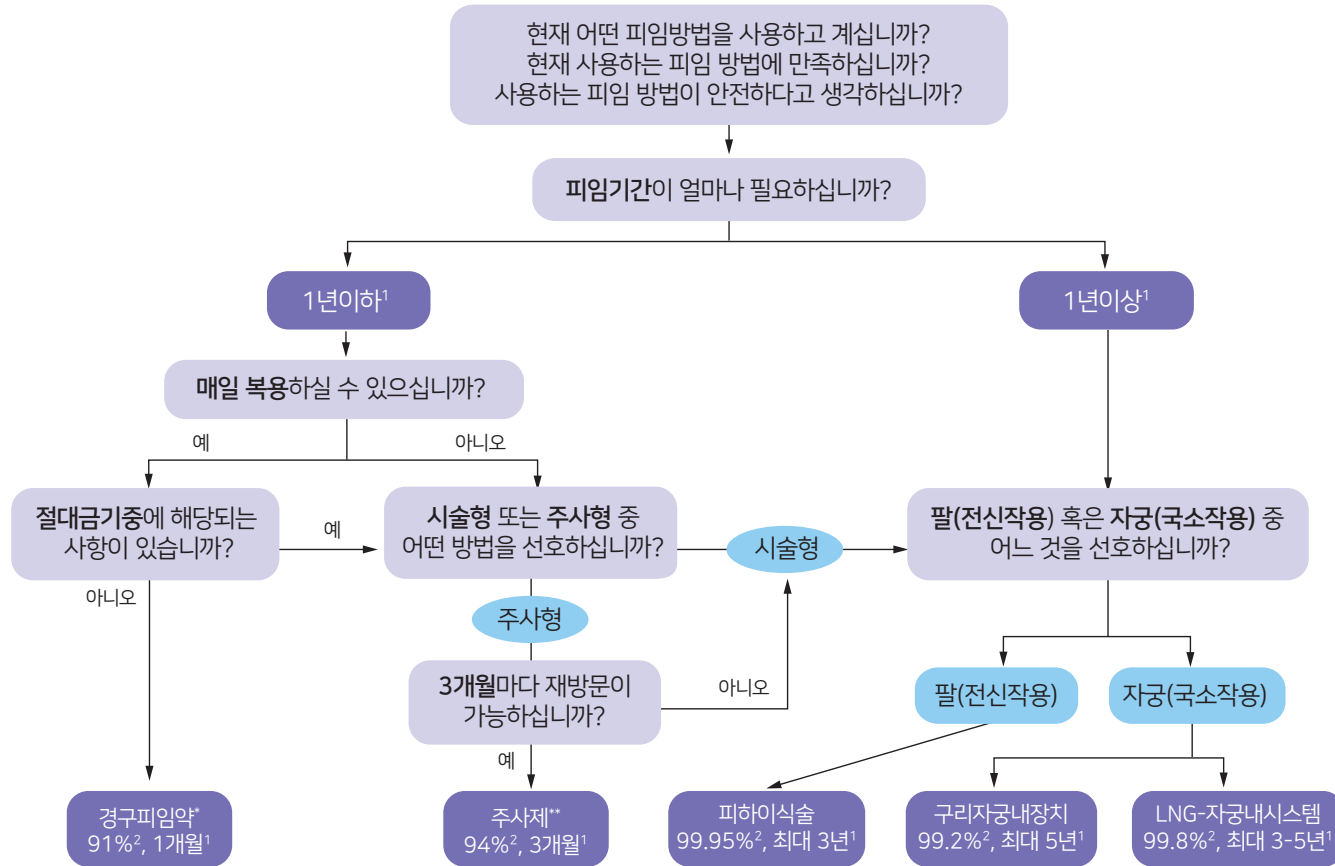 현재 어떤 피임방법을 사용하고 계십니까?
현재 사용하는 피임 방법에 만족하십니까?
사용하는 피임 방법이 안전하다고 생각하십니까?
피임기간이 얼마나 필요하십니까?
1년이하¹
1년이상¹
매일 복용하실 수 있으십니까?
예
아니오
절대금기중에 해당되는
사항이 있습니까?
예
시술형 또는 주사형 중
어떤 방법을 선호하십니까?
시술형
팔(전신작용) 혹은 자궁(국소작용) 중
어느 것을 선호하십니까?
아니오
주사형
3개월마다 재방문이
가능하십니까?
아니오
팔(전신작용)
자궁(국소작용)
예
경구피임약*
91%², 1개월¹
주사제**
94%², 3개월¹
피하이식술
99.95%², 최대 3년¹
구리자궁내장치
99.2%², 최대 5년¹
LNG-자궁내시스템
99.8%², 최대 3-5년¹